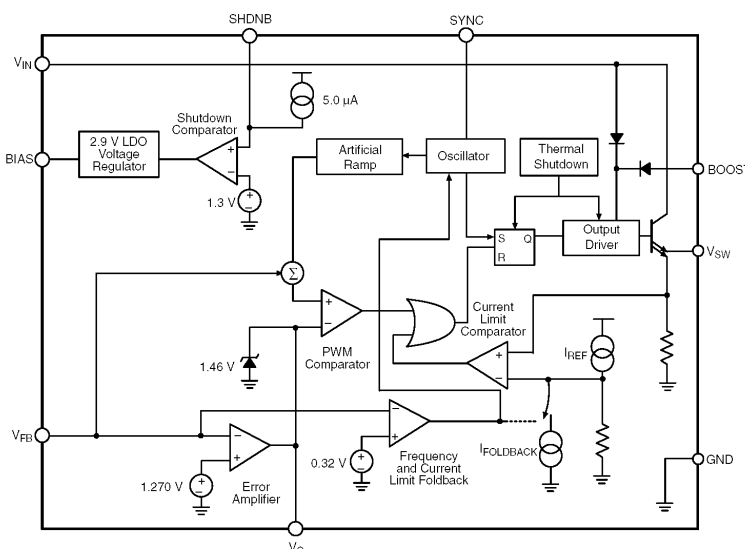 SHDNB
SYNC
VIN
5.0 µA
Shutdown
Comparator
2.9 V LDO
Voltage
Regulator
BIAS
Artificial
Ramp
Oscillator
Thermal
Shutdown
BOOST
1.3 V
S Q
R
Output
Driver
VSW
Σ
Current
Limit
Comparator
PWM
Comparator
1.46 V
IREF
VFB
0.32 V
Frequency
and Current
Limit Foldback
IFOLDBACK
GND
1.270 V
Error
Amplifier
+
−
+
−
+
−
+
−
+
−
+
−
+
−
+
−